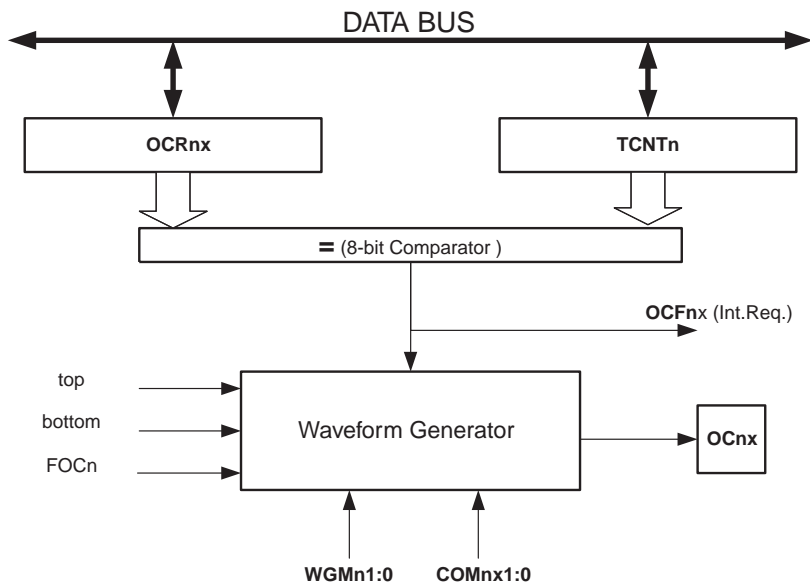 DATA BUS
OCRnx
TCNTn
= (8-bit Comparator )
OCFnx (Int.Req.)
top
bottom
FOCn
Waveform Generator
OCnx
WGMn1:0
COMnx1:0